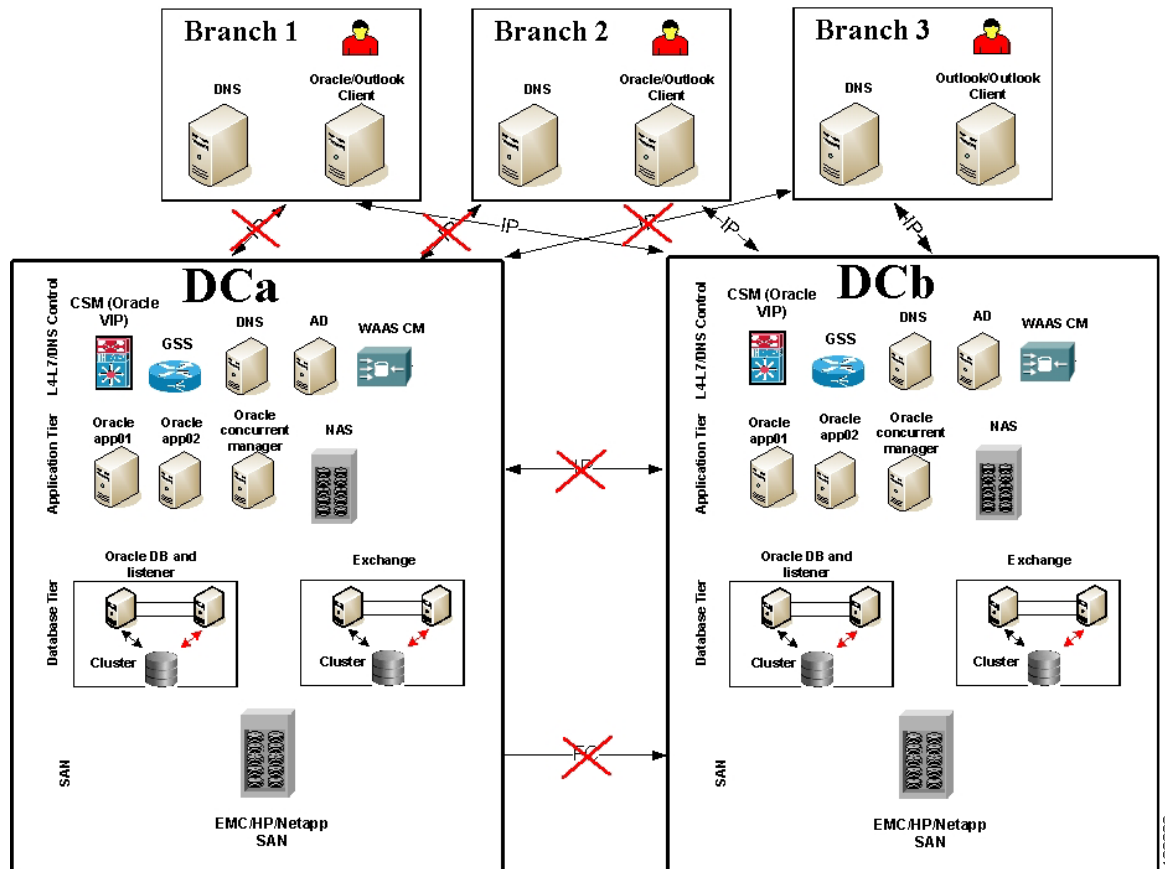 Branch 1
DNS
Oracle/Outlook
Client
Branch 2
DNS
Oracle/Outlook
Client
Branch 3
DNS
Outlook/Outlook
Client
IP
IP
IP
DCa
L4-L7/DNS Control
CSM (Oracle
VIP)
GSS
DNS
AD
WAAS CM
Application Tier
Oracle
app01
Oracle
app02
Oracle
concurrent
manager
NAS
Database Tier
Oracle DB and
listener
Cluster
Exchange
Cluster
SAN
EMC/HP/Netapp
SAN
IP
FC
DCb
L4-L7/DNS Control
CSM (Oracle
VIP)
GSS
DNS
AD
WAAS CM
Application Tier
Oracle
app01
Oracle
app02
Oracle
concurrent
manager
NAS
Database Tier
Oracle DB and
listener
Cluster
Exchange
Cluster
SAN
EMC/HP/Netapp
SAN